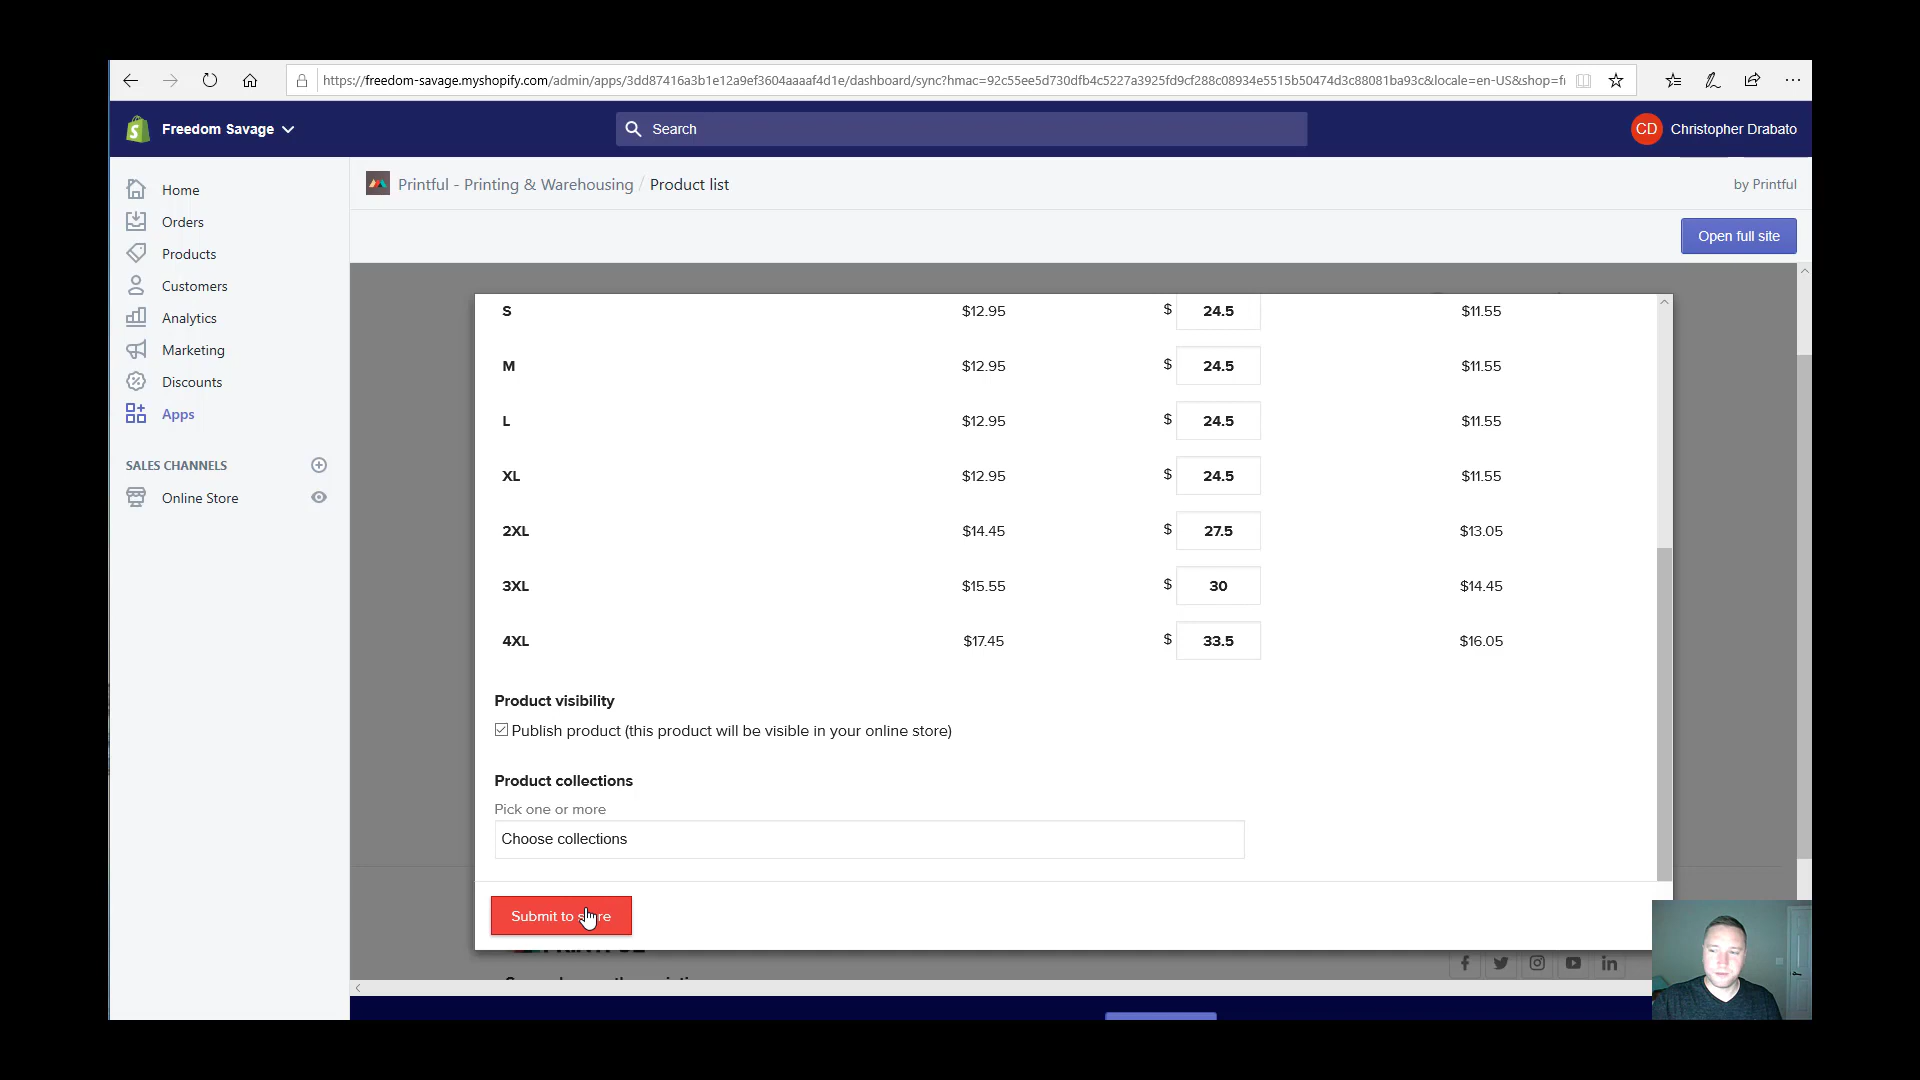 https://freedom-savage.myshopify.com/admin/apps/3dd87416a3b1e12a9ef3604aaaaf4d1e/dashboard/sync?hmac=92c55ee5d730dfb4c5227a3925fd9cf288c08934e5515b50474d3c88081ba93c&locale=en-US&shop=f
Freedom Savage
Search
CD Christopher Drabato
Home
Orders
Products
Customers
Analytics
Marketing
Discounts
Apps
SALES CHANNELS
Online Store
Printful - Printing & Warehousing / Product list
by Printful
Open full site
S $12.95 $ 24.5 $11.55
M $12.95 $ 24.5 $11.55
L $12.95 $ 24.5 $11.55
XL $12.95 $ 24.5 $11.55
2XL $14.45 $ 27.5 $13.05
3XL $15.55 $ 30 $14.45
4XL $17.45 $ 33.5 $16.05
Product visibility
Publish product (this product will be visible in your online store)
Product collections
Pick one or more
Choose collections
Submit to store